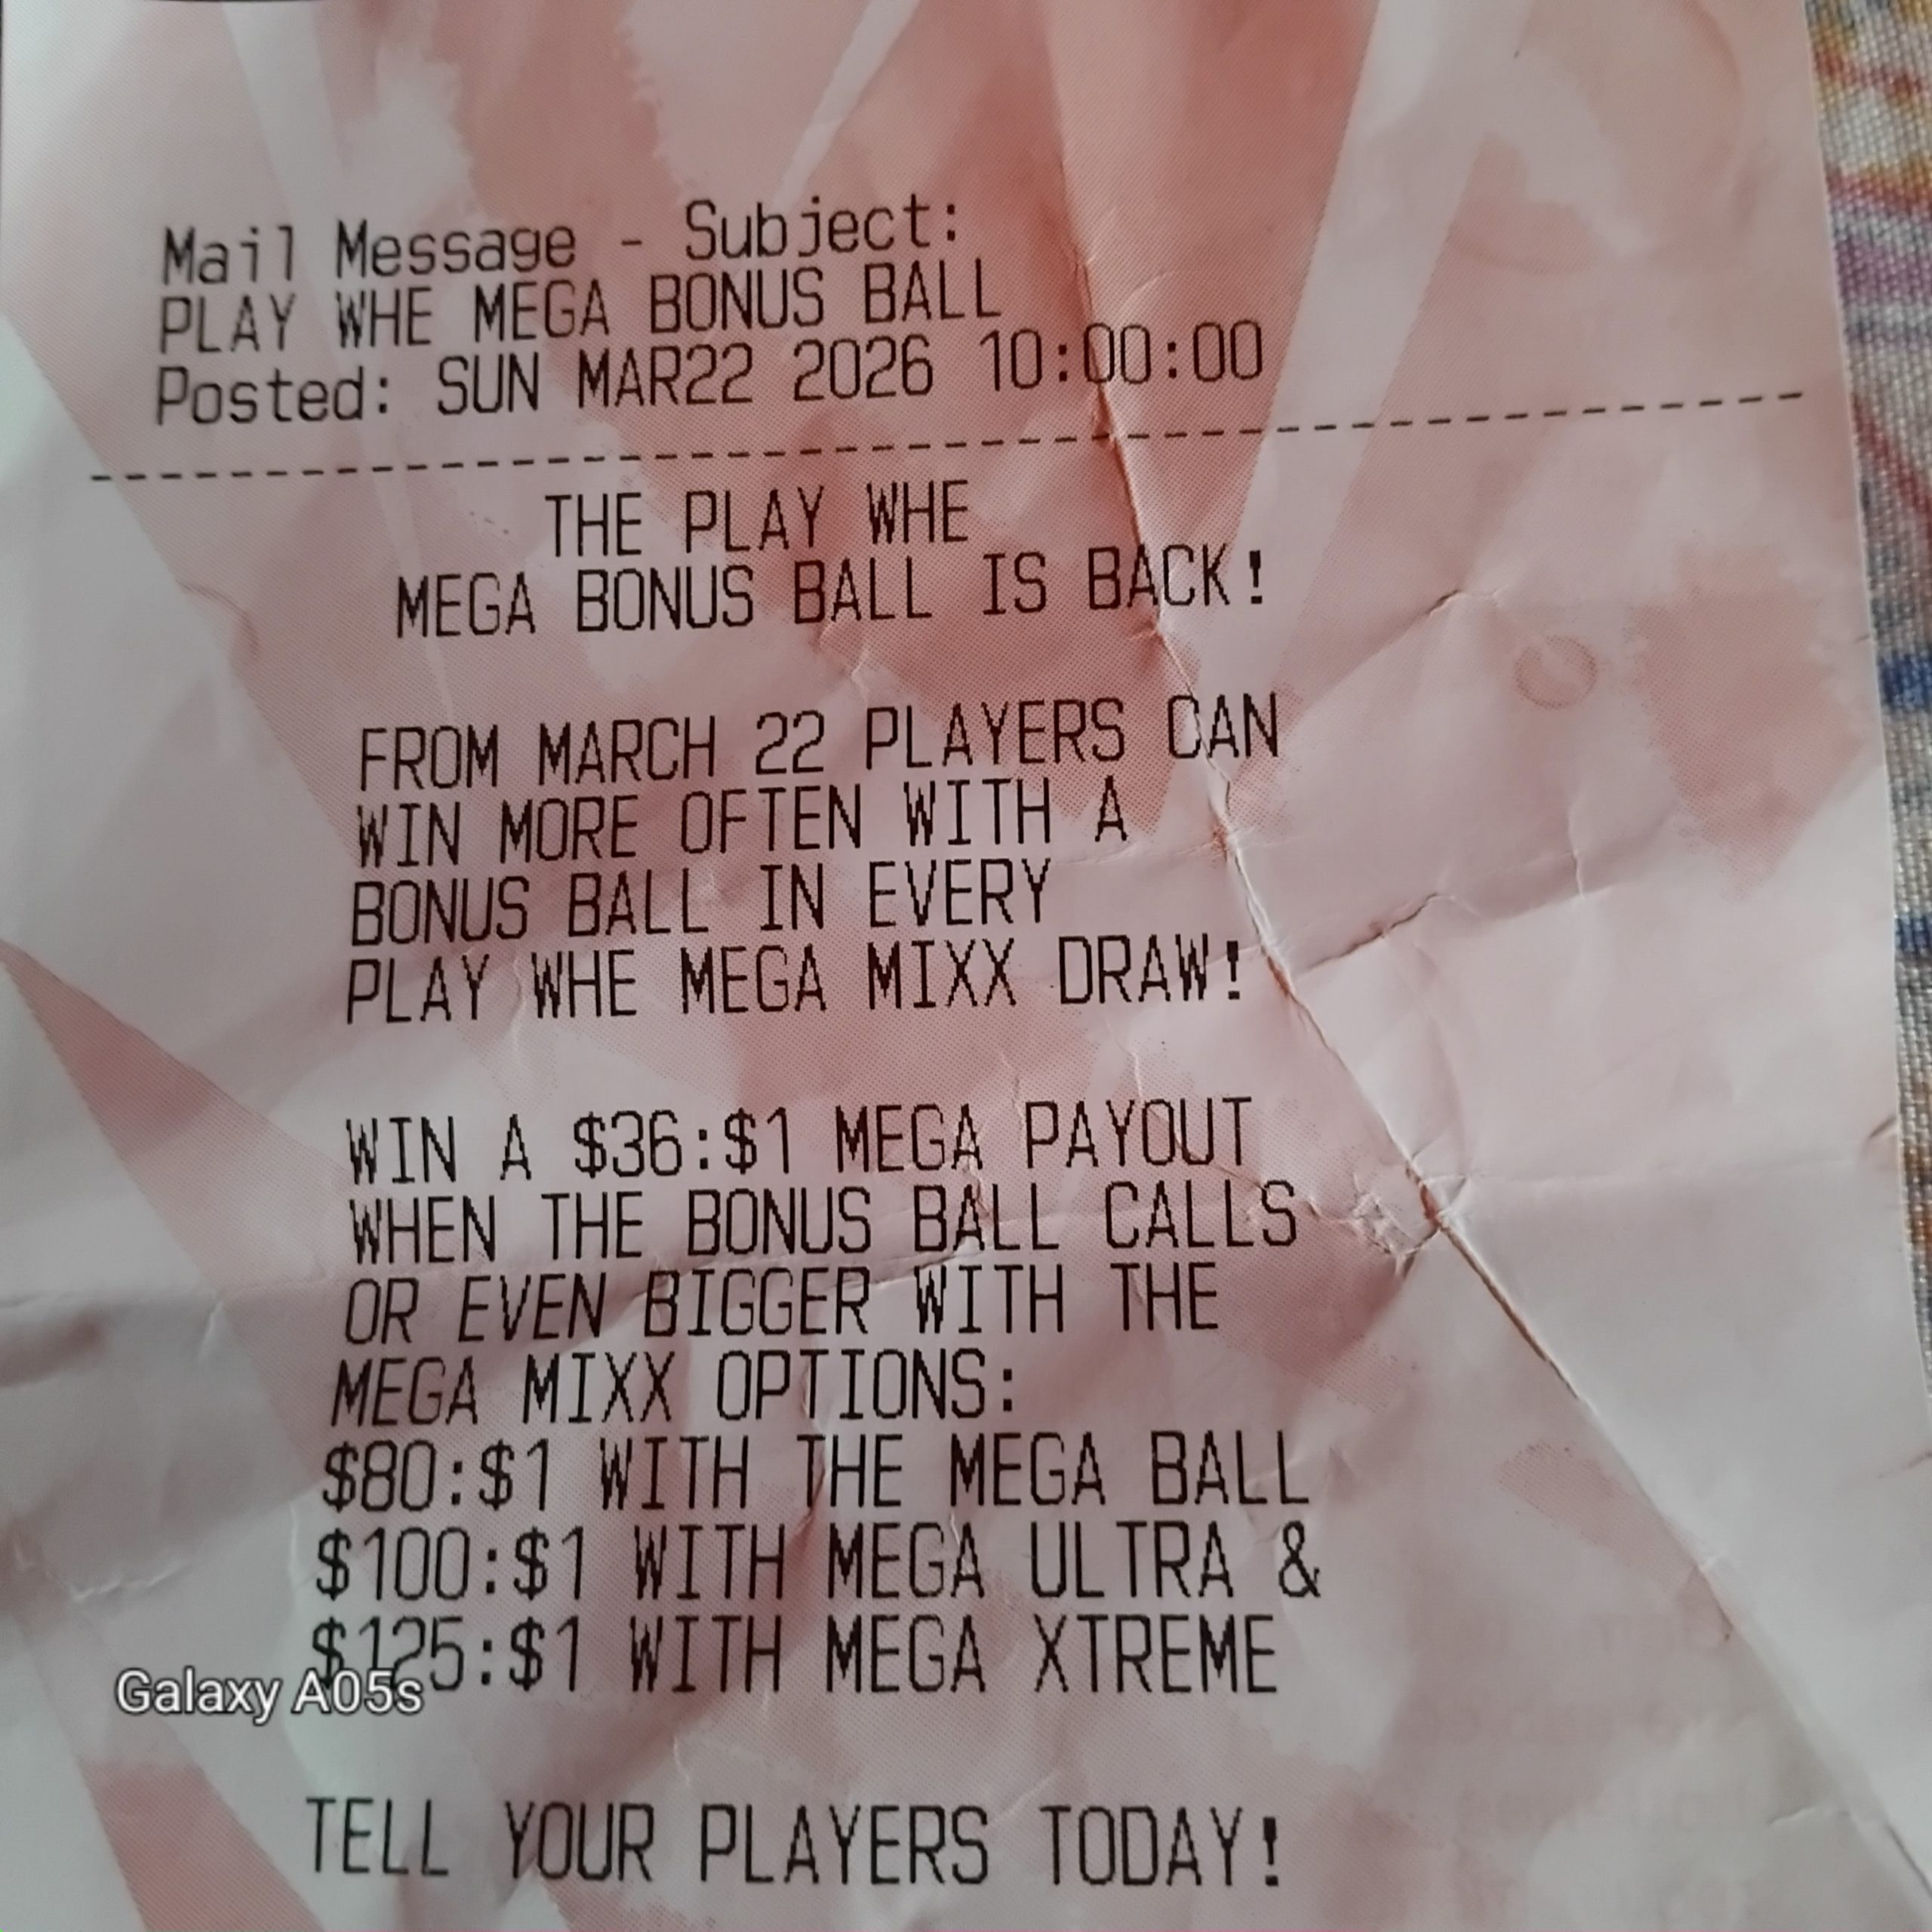 Mail Message - Subject:
PLAY WHE MEGA BONUS BALL
Posted: SUN MAR22 2026 10:00:00
--------------------------------------------
THE PLAY WHE
MEGA BONUS BALL IS BACK!
FROM MARCH 22 PLAYERS CAN
WIN MORE OFTEN WITH A
BONUS BALL IN EVERY
PLAY WHE MEGA MIXX DRAW!
WIN A $36:$1 MEGA PAYOUT
WHEN THE BONUS BALL CALLS
OR EVEN BIGGER WITH THE
MEGA MIXX OPTIONS:
$80:$1 WITH THE MEGA BALL
$100:$1 WITH MEGA ULTRA &
$125:$1 WITH MEGA XTREME
Galaxy A05s
TELL YOUR PLAYERS TODAY!